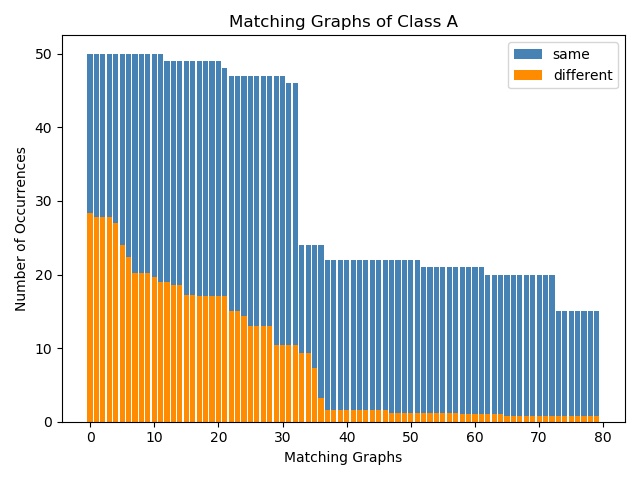 Matching Graphs of Class A
same
different
Number of Occurrences
50
40
30
20
10
0
0 10 20 30 40 50 60 70 80
Matching Graphs